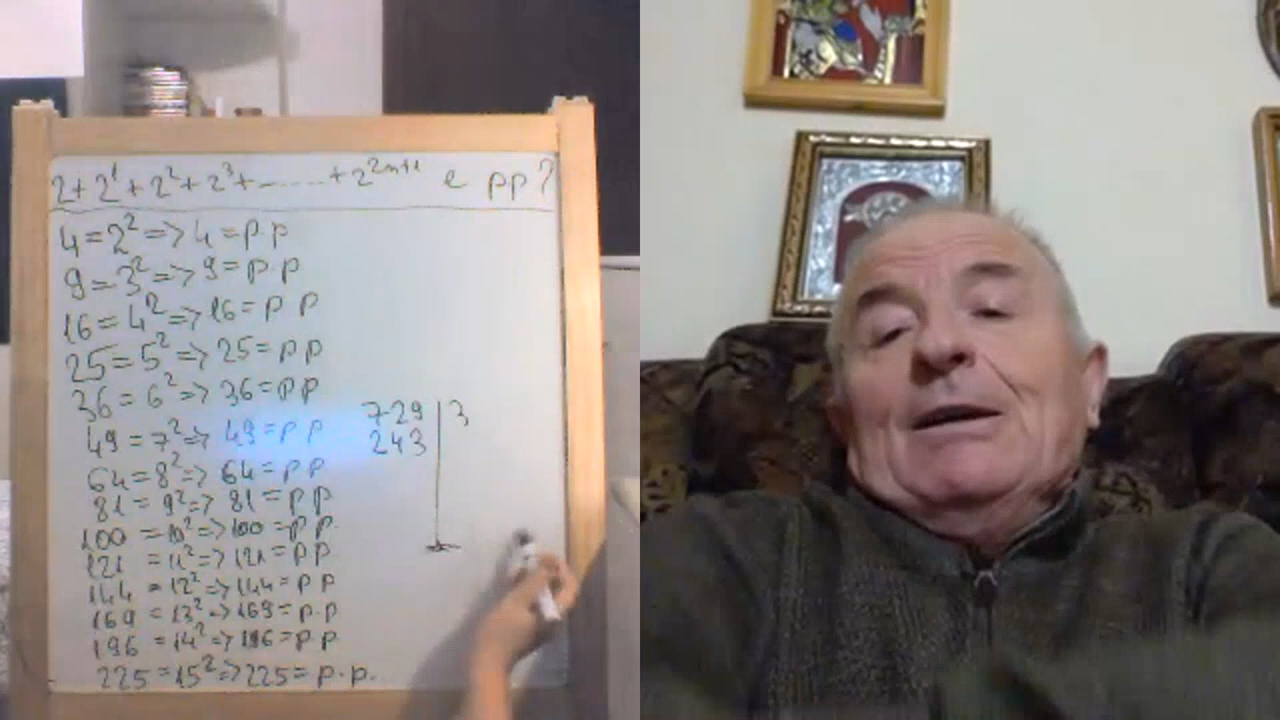 2+2¹+2²+2³+......+2²ⁿ⁺¹ e pp?
4=2²=>4=p.p
9=3²=>9=p.p
16=4²=>16=p p
25=5²=>25=p p
36=6²=>36=p p
49=7²=>49=p p
64=8²=>64=p p
81=9²=>81=p p
100=10²=>100=p p.
121=11²=>121=p p
144=12²=>144=p p
169=13²=>169=p.p
196=14²=>196=p p
225=15²=>225=p.p.
729 | 3
243